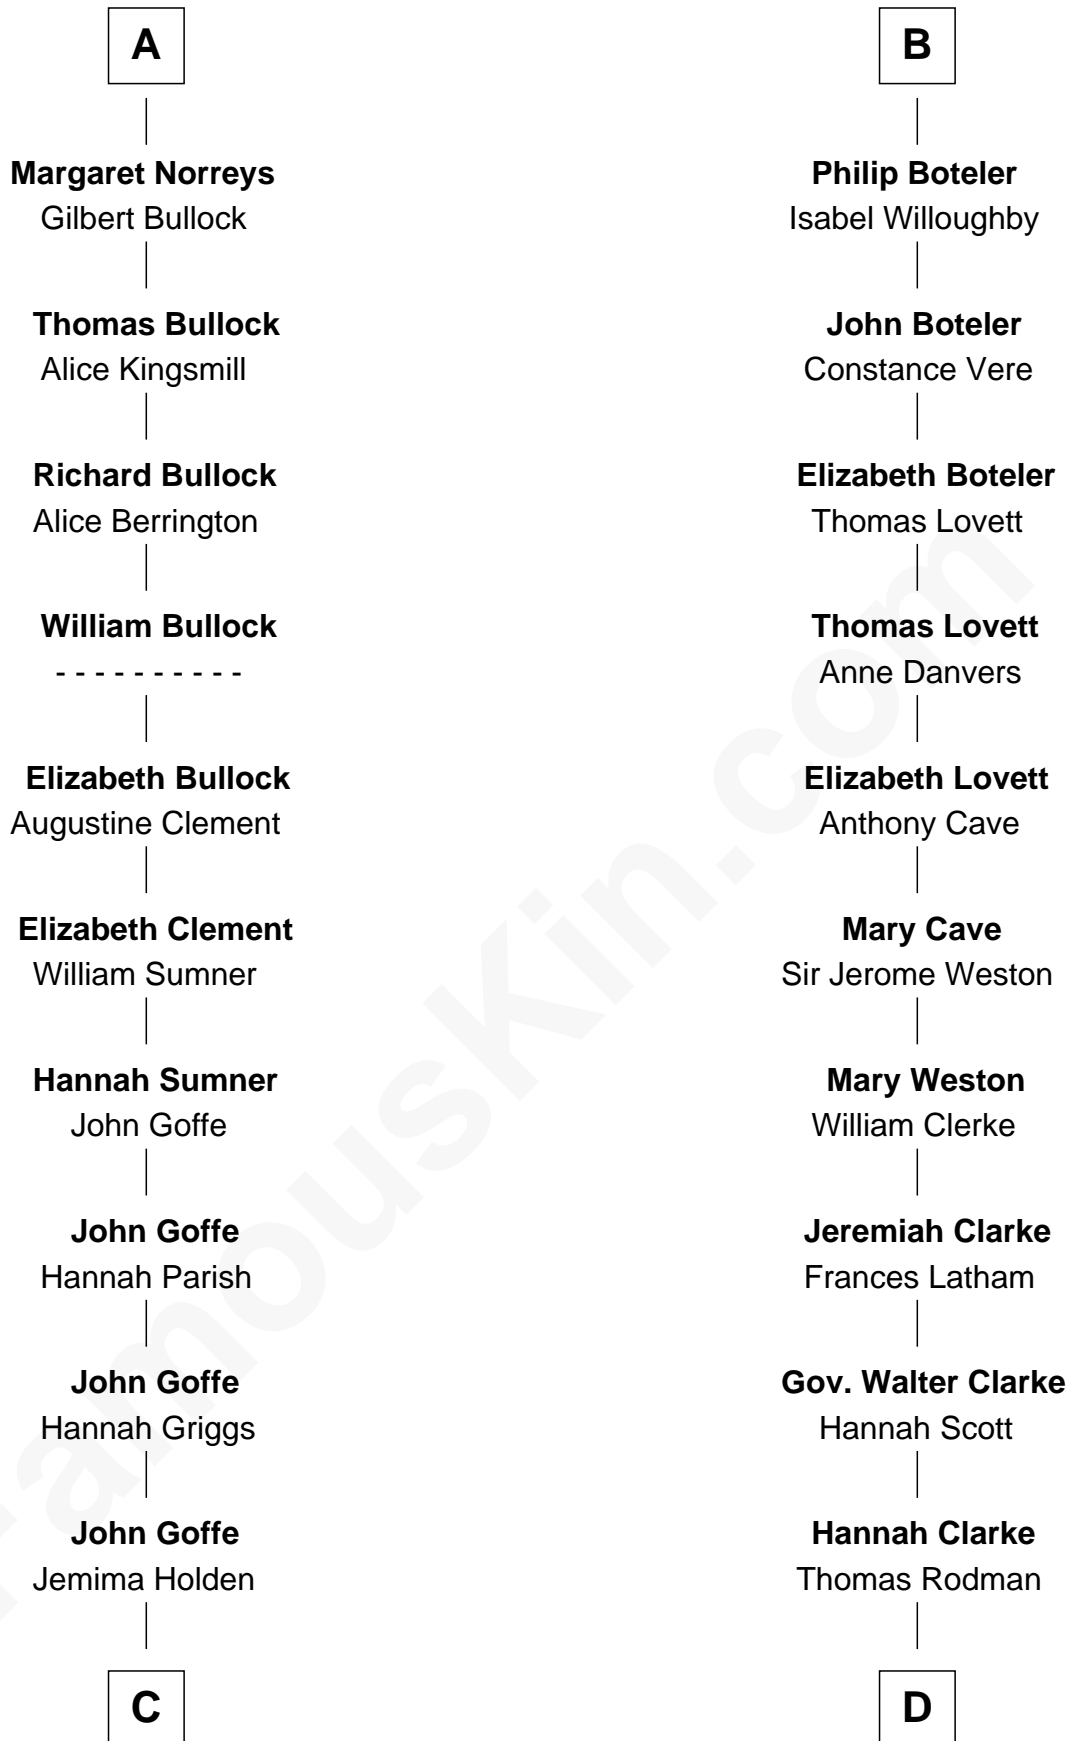 A
Margaret Norreys
Gilbert Bullock
Thomas Bullock
Alice Kingsmill
Richard Bullock
Alice Berrington
William Bullock
- - - - - - - - - -
Elizabeth Bullock
Augustine Clement
Elizabeth Clement
William Sumner
Hannah Sumner
John Goffe
John Goffe
Hannah Parish
John Goffe
Hannah Griggs
John Goffe
Jemima Holden
C
B
Philip Boteler
Isabel Willoughby
John Boteler
Constance Vere
Elizabeth Boteler
Thomas Lovett
Thomas Lovett
Anne Danvers
Elizabeth Lovett
Anthony Cave
Mary Cave
Sir Jerome Weston
Mary Weston
William Clerke
Jeremiah Clarke
Frances Latham
Gov. Walter Clarke
Hannah Scott
Hannah Clarke
Thomas Rodman
D
FamousKin.com